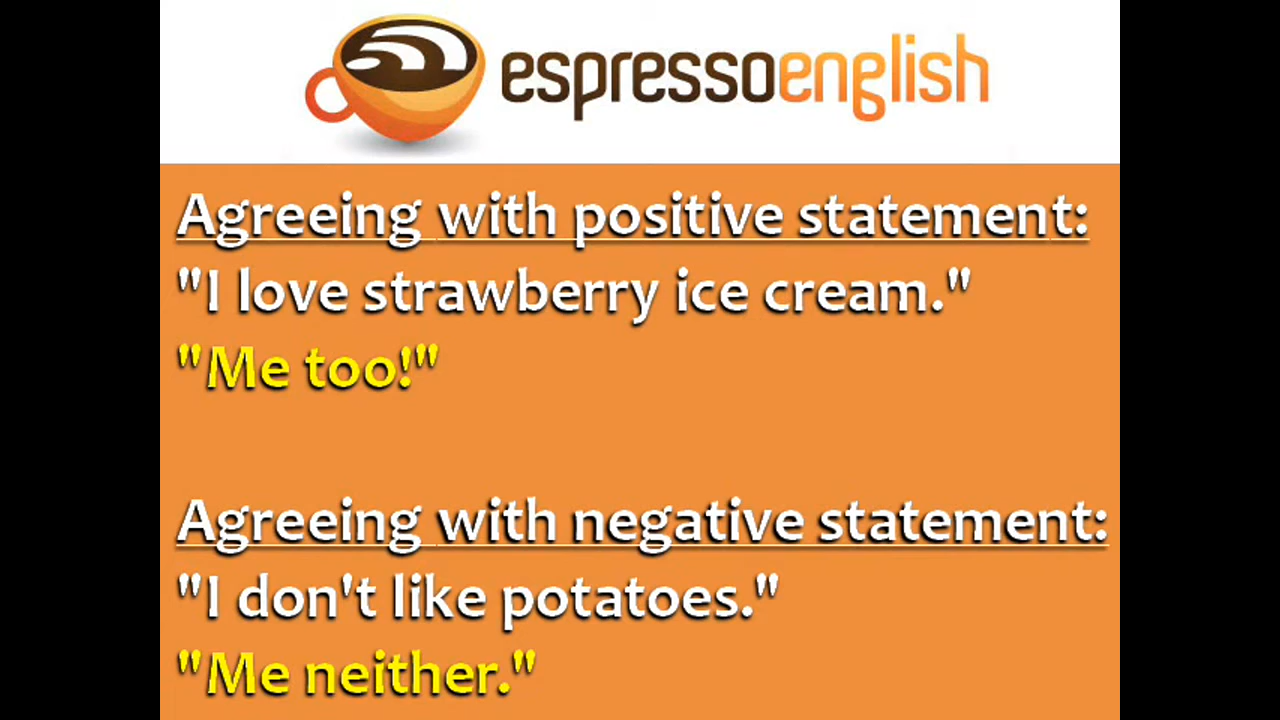 espressoenglish
Agreeing with positive statement:
"I love strawberry ice cream."
"Me too!"
Agreeing with negative statement:
"I don't like potatoes."
"Me neither."